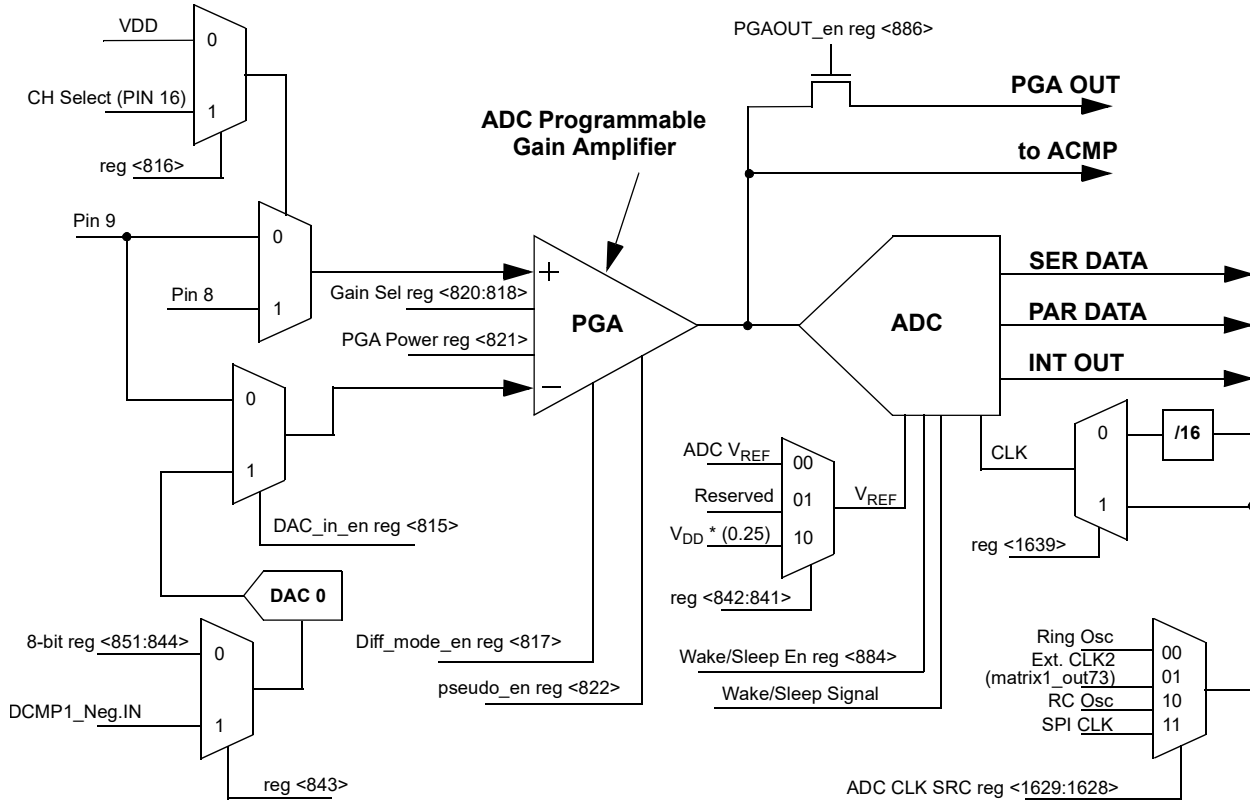 VDD
0
CH Select (PIN 16)
1
reg <816>
PGAOUT_en reg <886>
PGA OUT
to ACMP
ADC Programmable
Gain Amplifier
Pin 9
0
Pin 8
1
+
Gain Sel reg <820:818>
PGA
PGA Power reg <821>
−
ADC
SER DATA
PAR DATA
INT OUT
0
1
DAC_in_en reg <815>
DAC 0
8-bit reg <851:844>
0
DCMP1_Neg.IN
1
reg <843>
Diff_mode_en reg <817>
pseudo_en reg <822>
ADC VREF
00
Reserved
01
VDD * (0.25)
10
VREF
reg <842:841>
Wake/Sleep En reg <884>
Wake/Sleep Signal
CLK
0
/16
1
reg <1639>
Ring Osc
00
Ext. CLK2
(matrix1_out73)
01
RC Osc
10
SPI CLK
11
ADC CLK SRC reg <1629:1628>